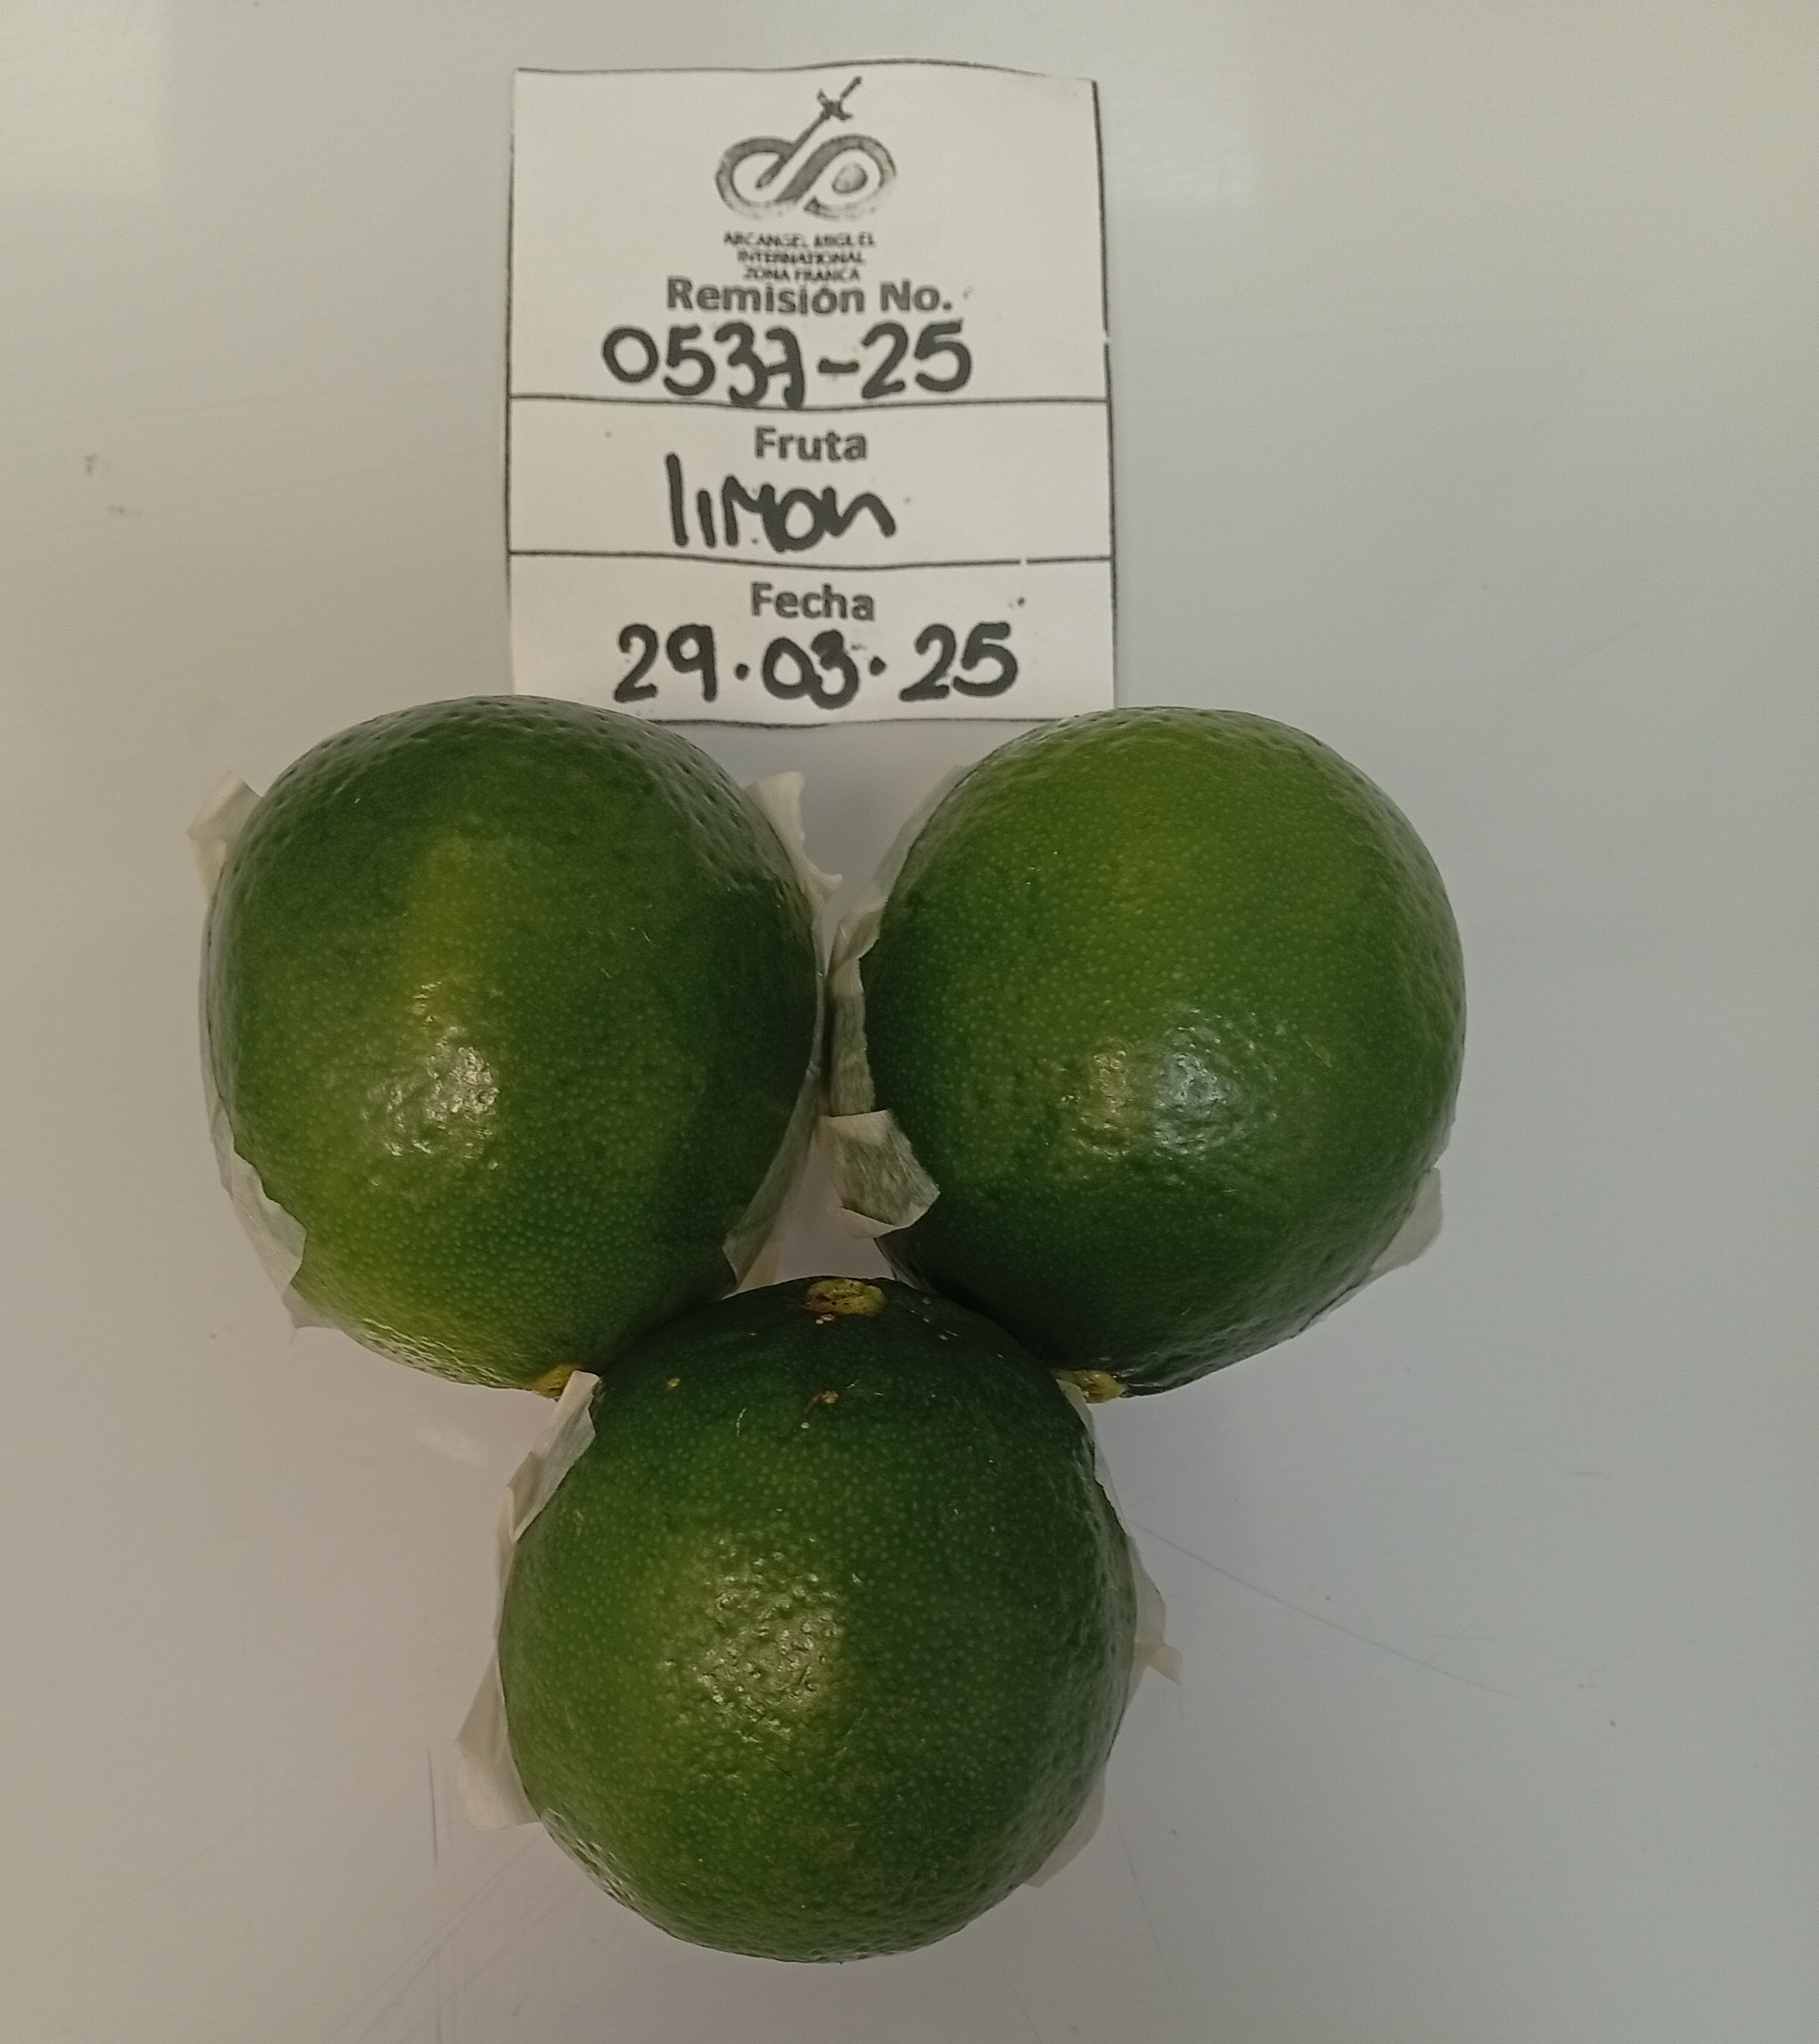 ARCANGEL MIGUEL
INTERNATIONAL
ZONA FRANCA
Remisión No.
0537-25
Fruta
limon
Fecha
29.03.25